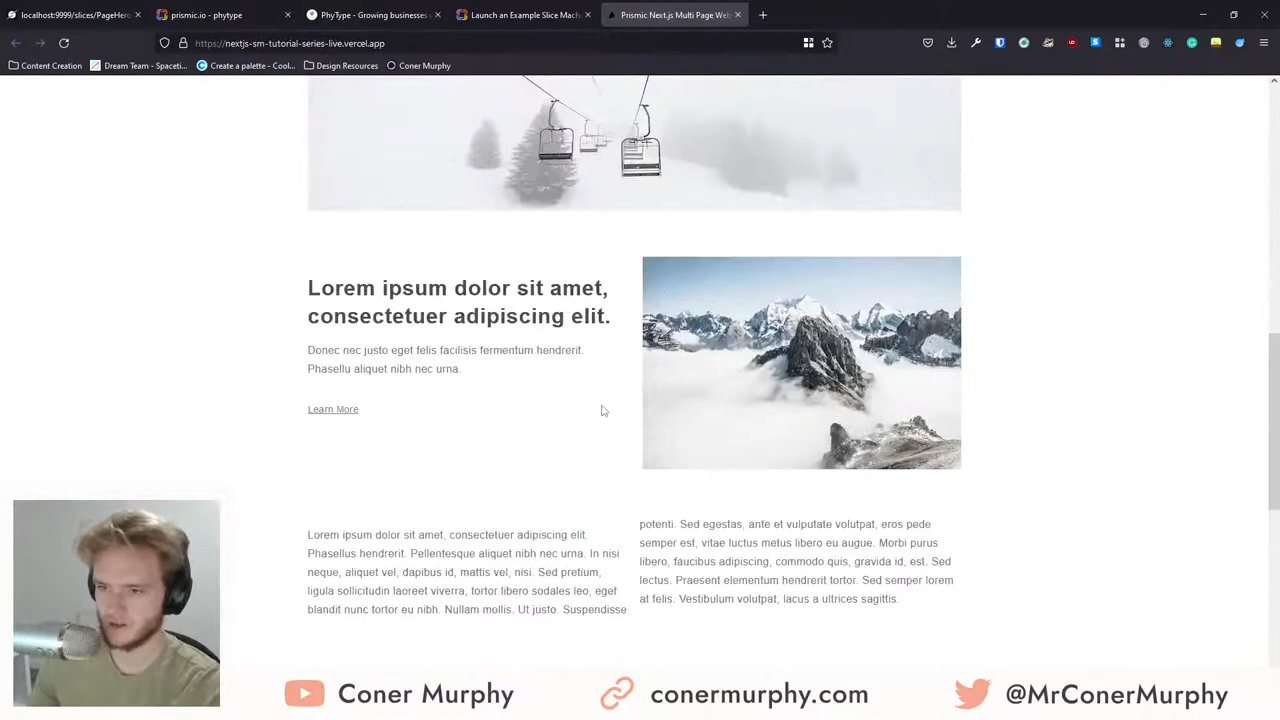 localhost:9999/slices/PageHero
prismic.io - phytype
PhyType - Growing businesses
Launch an Example Slice Mach
Prismic Next.js Multi Page Web
https://nextjs-sm-tutorial-series-live.vercel.app
Content Creation
Dream Team - Spaceti...
Create a palette - Cool...
Design Resources
Coner Murphy
Lorem ipsum dolor sit amet,
consectetuer adipiscing elit.
Donec nec justo eget felis facilisis fermentum hendrerit.
Phasellu aliquet nibh nec urna.
Learn More
Lorem ipsum dolor sit amet, consectetuer adipiscing elit.
Phasellus hendrerit. Pellentesque aliquet nibh nec urna. In nisi
neque, aliquet vel, dapibus id, mattis vel, nisi. Sed pretium,
ligula sollicitudin laoreet viverra, tortor libero sodales leo, eget
blandit nunc tortor eu nibh. Nullam mollis. Ut justo. Suspendisse
potenti. Sed egestas, ante et vulputate volutpat, eros pede
semper est, vitae luctus metus libero eu augue. Morbi purus
libero, faucibus adipiscing, commodo quis, gravida id, est. Sed
lectus. Praesent elementum hendrerit tortor. Sed semper lorem
at felis. Vestibulum volutpat, lacus a ultrices sagittis.
Coner Murphy
conermurphy.com
@MrConerMurphy